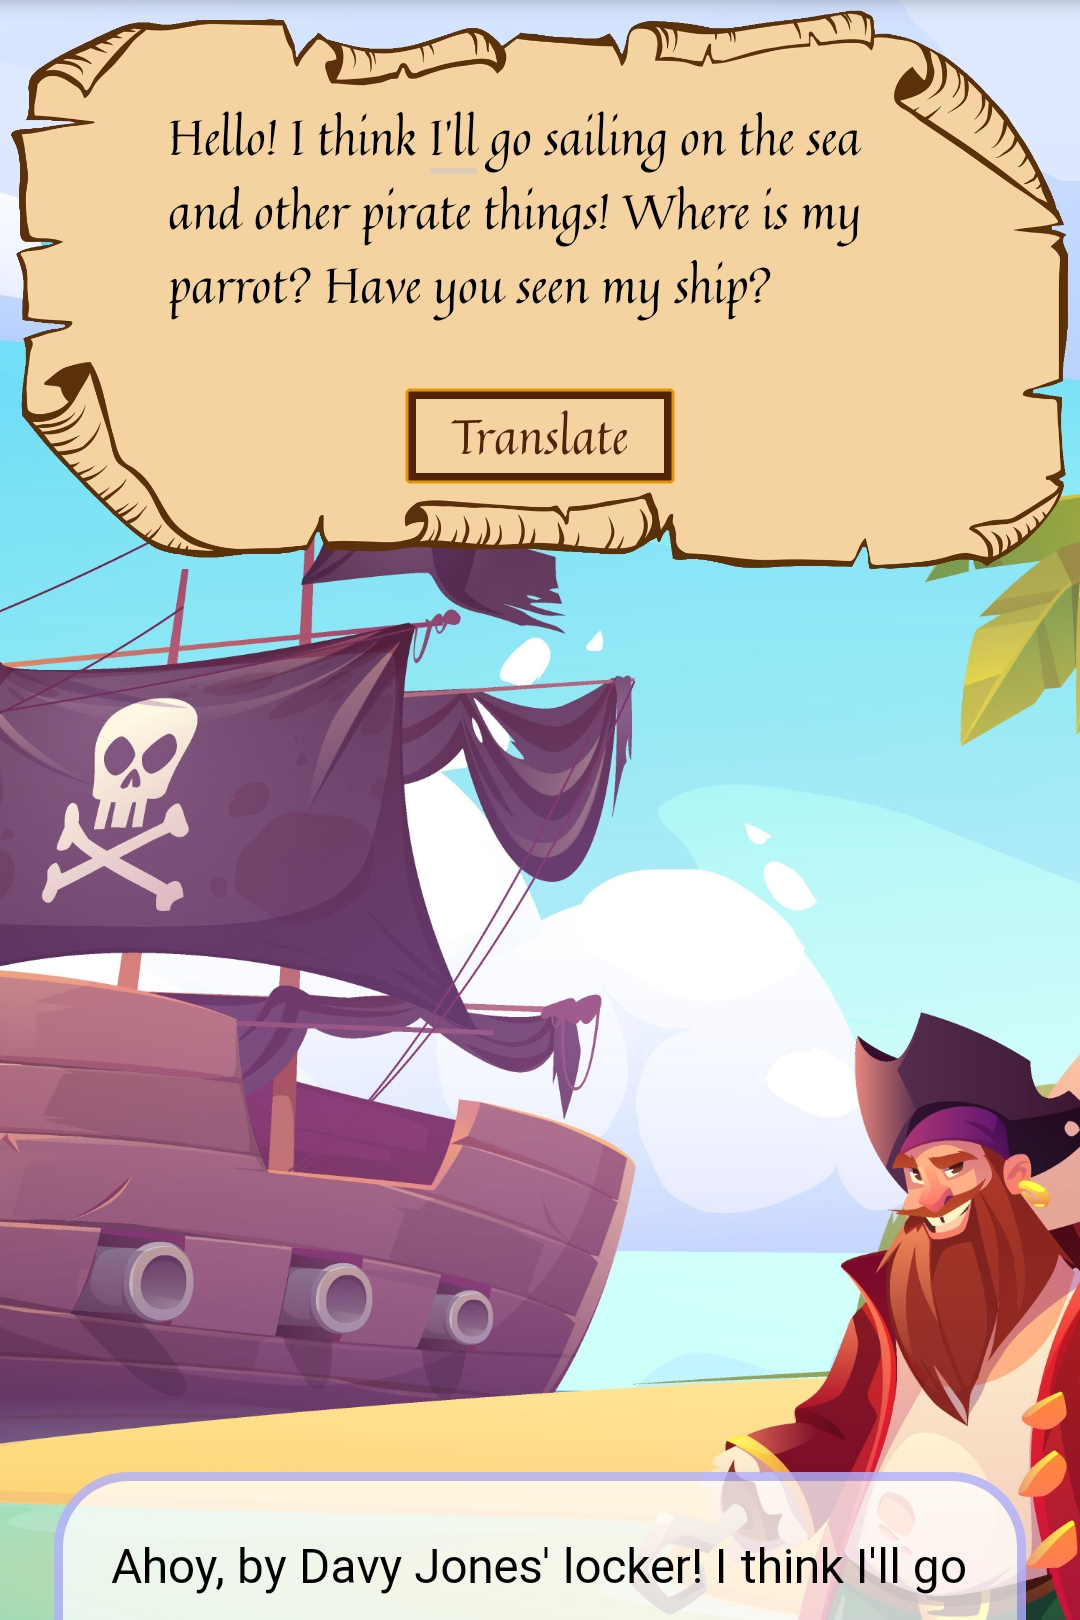 Hello! I think I'll go sailing on the sea
and other pirate things! Where is my
parrot? Have you seen my ship?
Translate
Ahoy, by Davy Jones' locker! I think I'll go